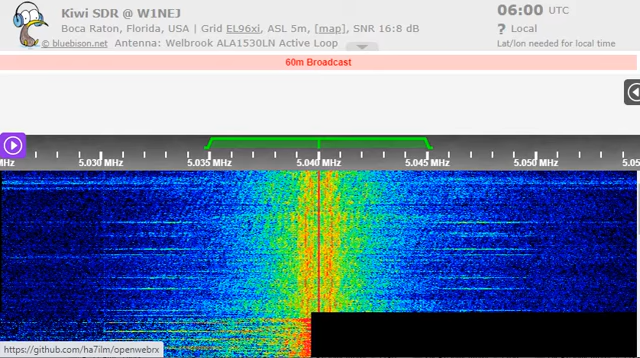 Kiwi SDR @ W1NEJ
Boca Raton, Florida, USA | Grid EL96xi, ASL 5m, [map], SNR 16:8 dB
© bluebison.net Antenna: Welbrook ALA1530LN Active Loop
06:00 UTC
? Local
Lat/lon needed for local time
60m Broadcast
MHz 5.030 MHz 5.035 MHz 5.040 MHz 5.045 MHz 5.050 MHz 5.05
https://github.com/ha7ilm/openwebrx